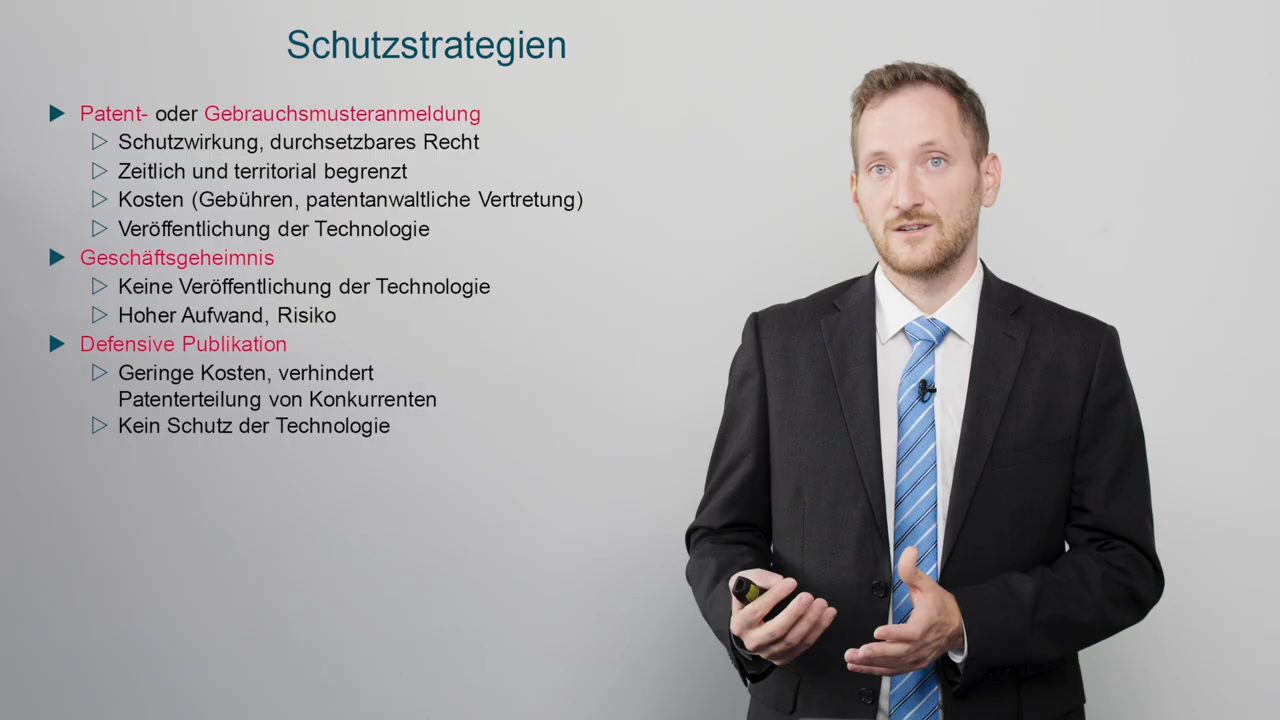 Schutzstrategien
Patent- oder Gebrauchsmusteranmeldung
Schutzwirkung, durchsetzbares Recht
Zeitlich und territorial begrenzt
Kosten (Gebühren, patentanwaltliche Vertretung)
Veröffentlichung der Technologie
Geschäftsgeheimnis
Keine Veröffentlichung der Technologie
Hoher Aufwand, Risiko
Defensive Publikation
Geringe Kosten, verhindert
Patenterteilung von Konkurrenten
Kein Schutz der Technologie